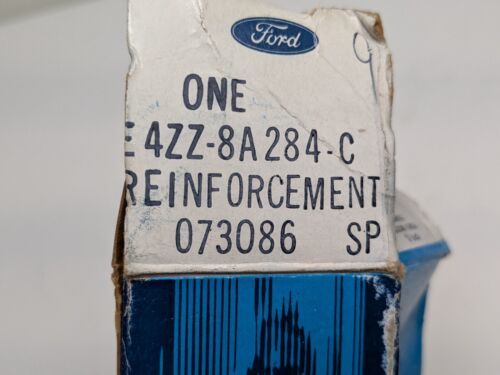 Ford
ONE
E4ZZ-8A284-C
REINFORCEMENT
073086 SP